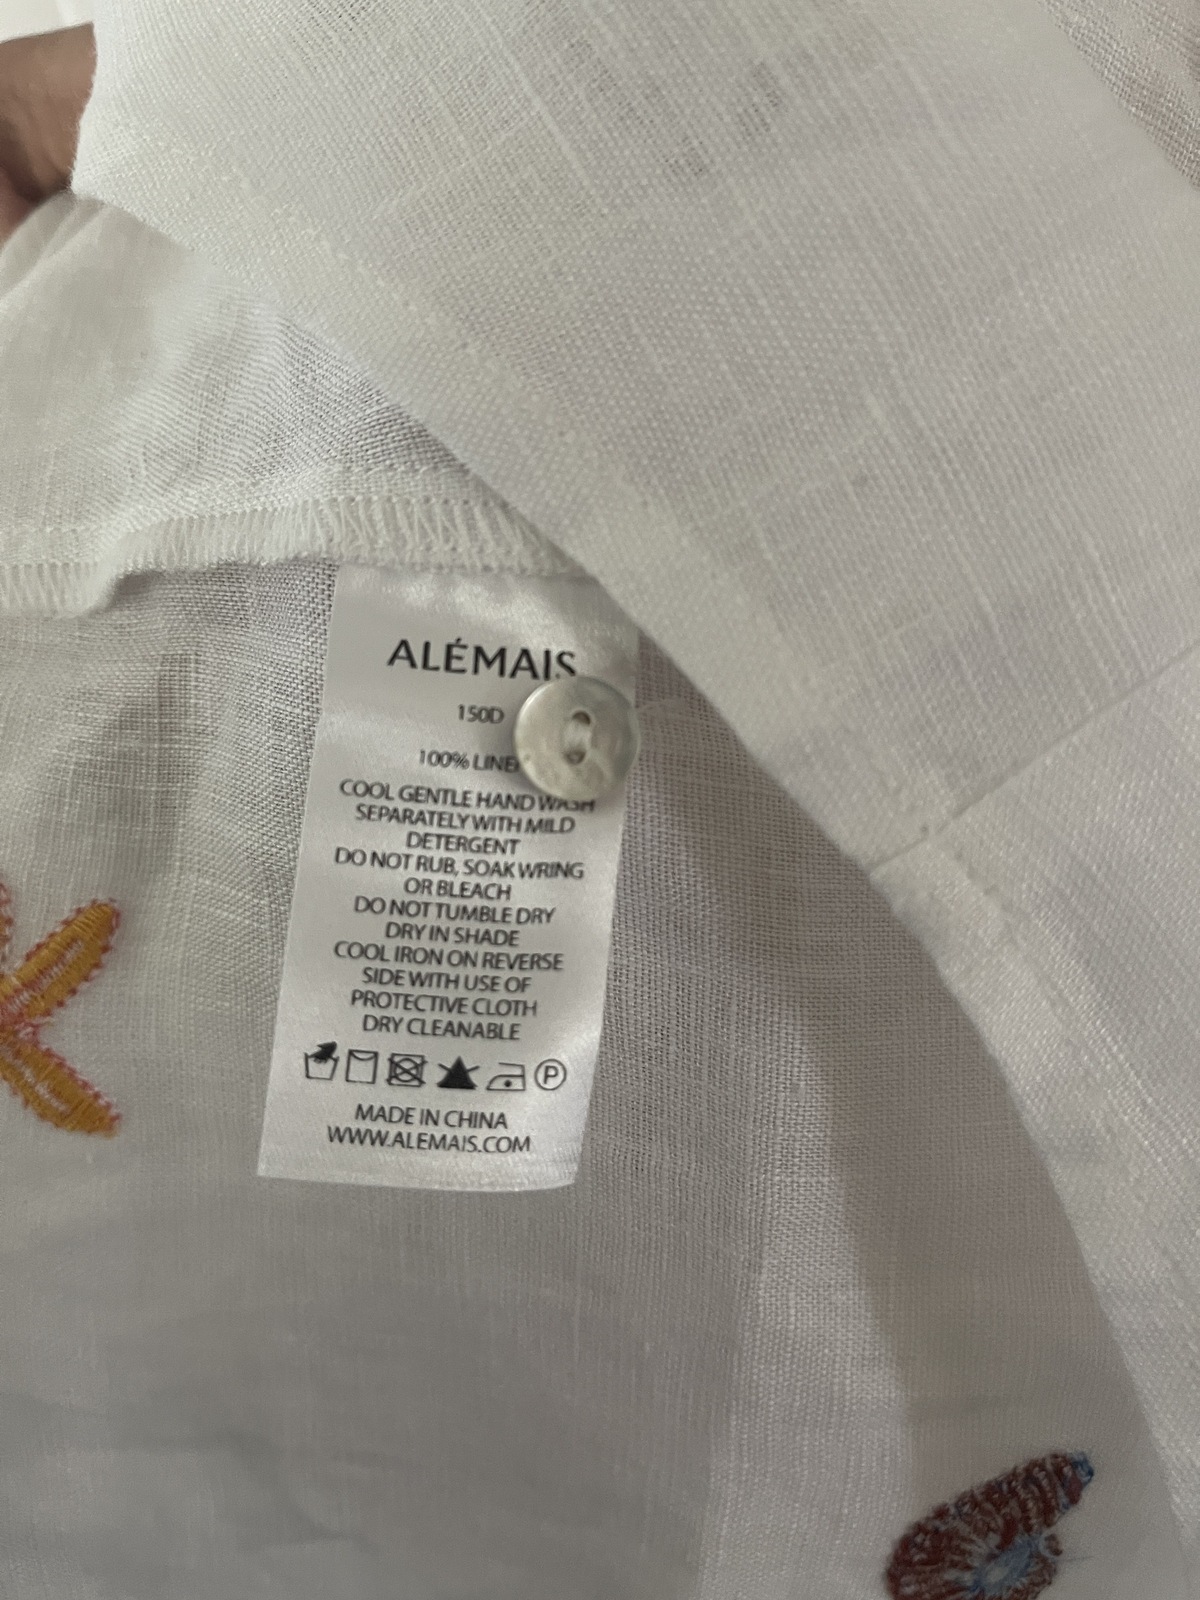 ALÉMAIS
150D
100% LINEN
COOL GENTLE HAND WASH
SEPARATELY WITH MILD
DETERGENT
DO NOT RUB, SOAK WRING
OR BLEACH
DO NOT TUMBLE DRY
DRY IN SHADE
COOL IRON ON REVERSE
SIDE WITH USE OF
PROTECTIVE CLOTH
DRY CLEANABLE
P
MADE IN CHINA
WWW.ALEMAIS.COM